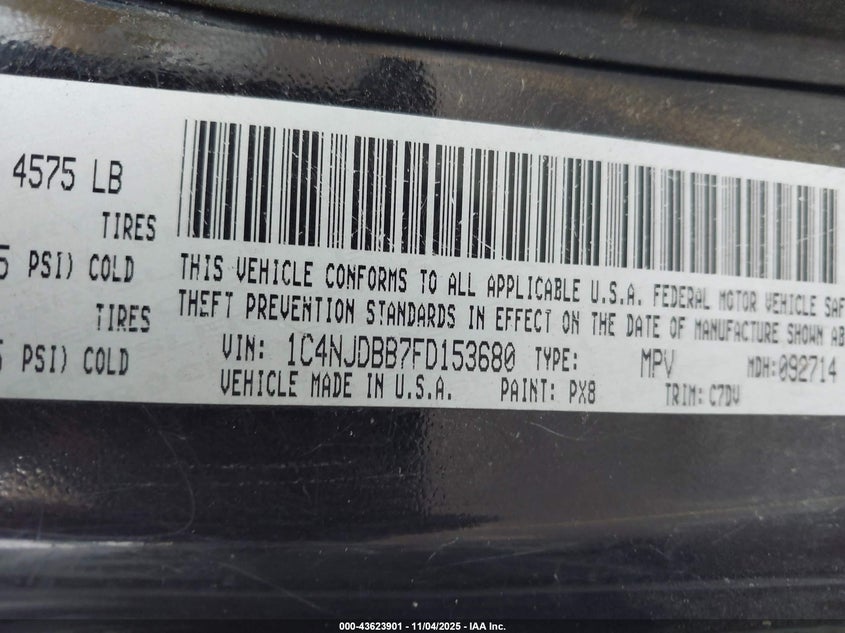 4575 LB
TIRES
5 PSI) COLD
TIRES
5 PSI) COLD
THIS VEHICLE CONFORMS TO ALL APPLICABLE U.S.A. FEDERAL MOTOR VEHICLE SAF
THEFT PREVENTION STANDARDS IN EFFECT ON THE DATE OF MANUFACTURE SHOWN AB
VIN: 1C4NJDBB7FD153680 TYPE: MPV MDH:092714
VEHICLE MADE IN U.S.A. PAINT: PX8 TRIM:C7DV
000-43623901 - 11/04/2025 - IAA Inc.